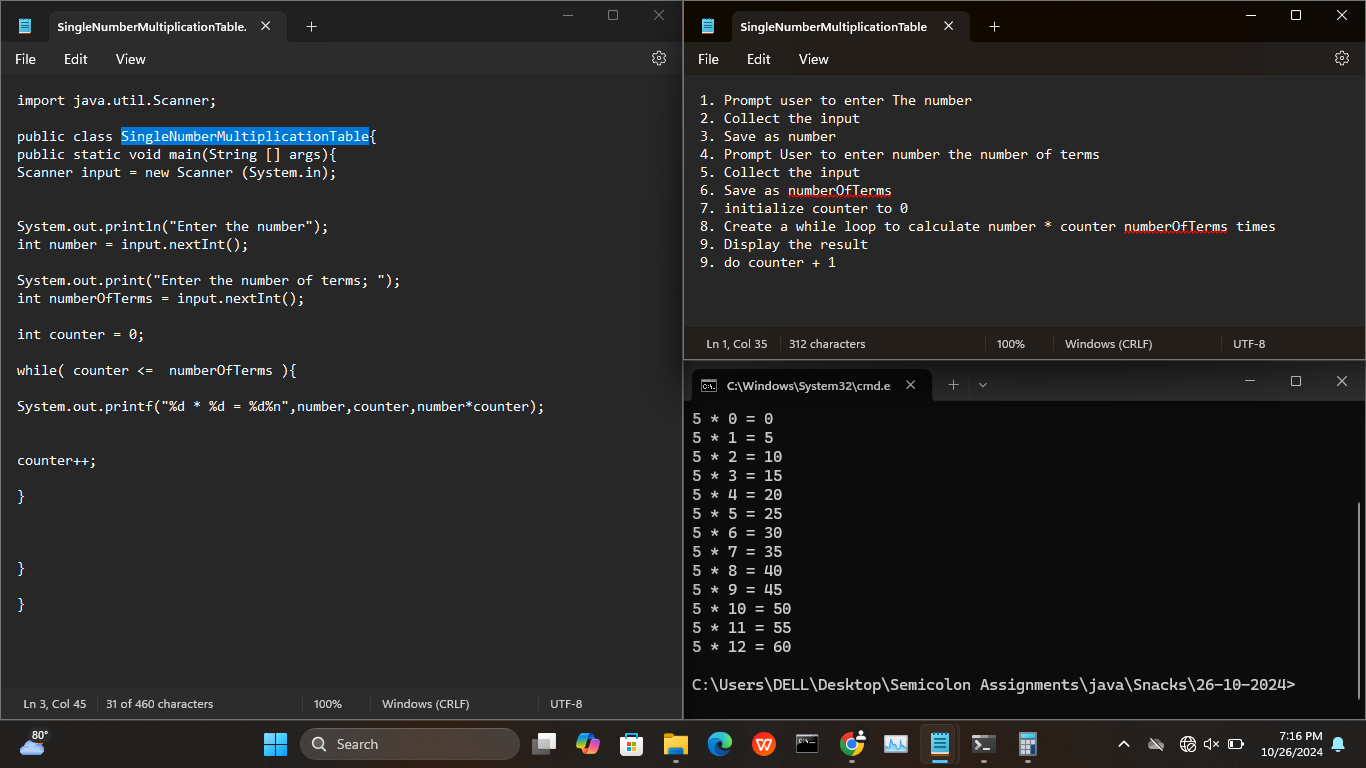 SingleNumberMultiplicationTable.
File Edit View
import java.util.Scanner;
public class SingleNumberMultiplicationTable{
public static void main(String [] args){
Scanner input = new Scanner (System.in);
System.out.println("Enter the number");
int number = input.nextInt();
System.out.print("Enter the number of terms; ");
int numberOfTerms = input.nextInt();
int counter = 0;
while( counter <=  numberOfTerms ){
System.out.printf("%d * %d = %d%n",number,counter,number*counter);
counter++;
}
}
}
Ln 3, Col 45 31 of 460 characters 100% Windows (CRLF) UTF-8
SingleNumberMultiplicationTable
File Edit View
1. Prompt user to enter The number
2. Collect the input
3. Save as number
4. Prompt User to enter number the number of terms
5. Collect the input
6. Save as numberOfTerms
7. initialize counter to 0
8. Create a while loop to calculate number * counter numberOfTerms times
9. Display the result
9. do counter + 1
Ln 1, Col 35 312 characters 100% Windows (CRLF) UTF-8
C:\Windows\System32\cmd.e
5 * 0 = 0
5 * 1 = 5
5 * 2 = 10
5 * 3 = 15
5 * 4 = 20
5 * 5 = 25
5 * 6 = 30
5 * 7 = 35
5 * 8 = 40
5 * 9 = 45
5 * 10 = 50
5 * 11 = 55
5 * 12 = 60
C:\Users\DELL\Desktop\Semicolon Assignments\java\Snacks\26-10-2024>
80°
Search
7:16 PM
10/26/2024